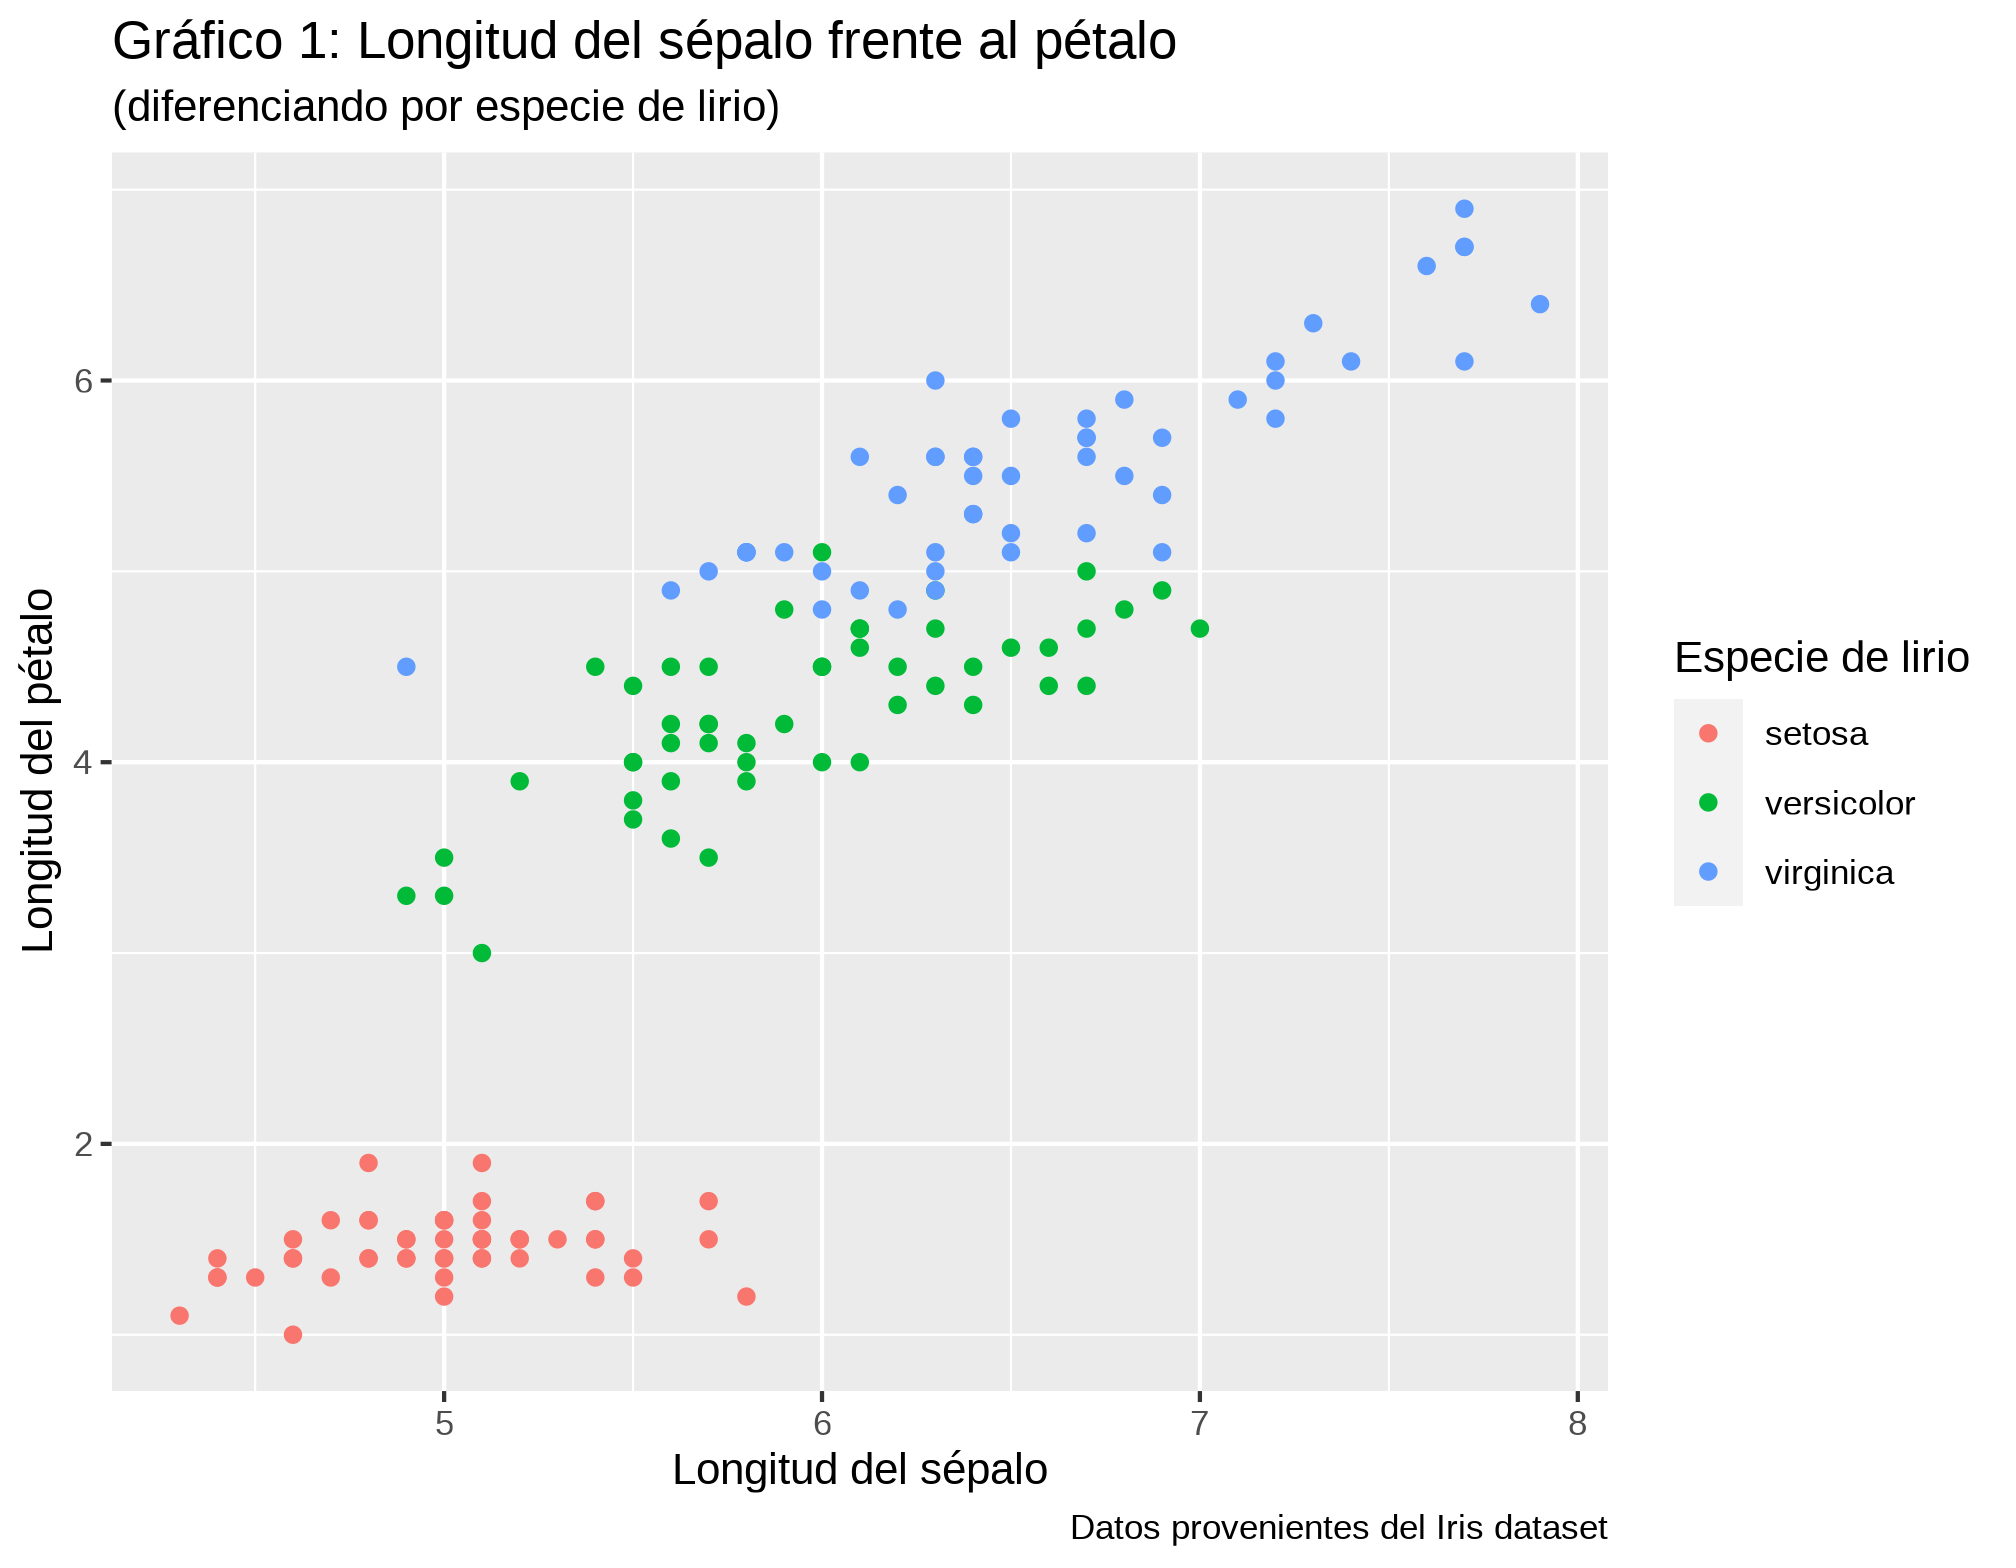 Gráfico 1: Longitud del sépalo frente al pétalo
(diferenciando por especie de lirio)
Longitud del pétalo
6
4
2
5 6 7 8
Longitud del sépalo
Datos provenientes del Iris dataset
Especie de lirio
setosa
versicolor
virginica